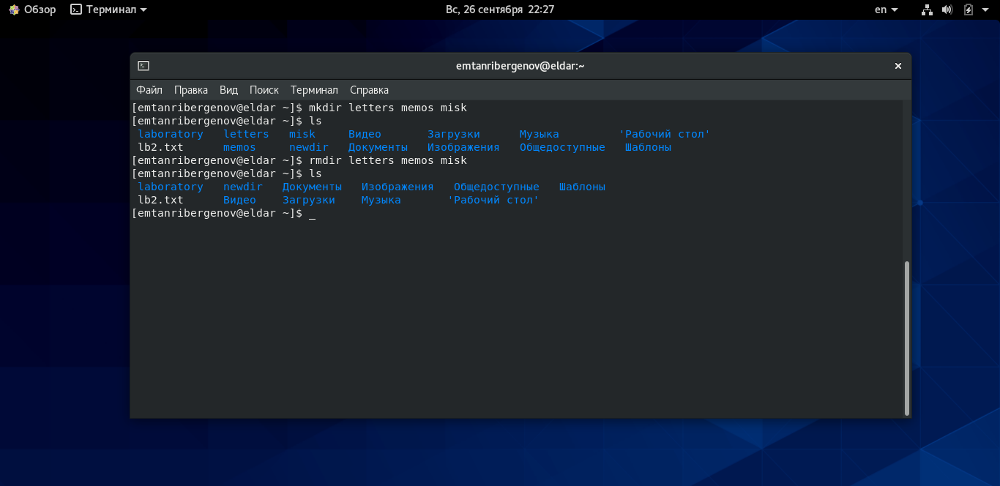 Обзор Терминал Вс, 26 сентября 22:27 en
emtanribergenov@eldar:~
Файл Правка Вид Поиск Терминал Справка
[emtanribergenov@eldar ~]$ mkdir letters memos misk
[emtanribergenov@eldar ~]$ ls
laboratory letters misk Видео Загрузки Музыка 'Рабочий стол'
lb2.txt memos newdir Документы Изображения Общедоступные Шаблоны
[emtanribergenov@eldar ~]$ rmdir letters memos misk
[emtanribergenov@eldar ~]$ ls
laboratory newdir Документы Изображения Общедоступные Шаблоны
lb2.txt Видео Загрузки Музыка 'Рабочий стол'
[emtanribergenov@eldar ~]$ _